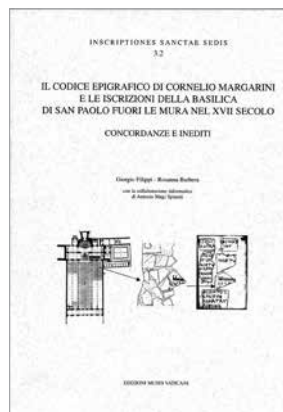 INSCRIPTIONES SANCTAE SEDIS
3.2
IL CODICE EPIGRAFICO DI CORNELIO MARGARINI
E LE ISCRIZIONI DELLA BASILICA
DI SAN PAOLO FUORI LE MURA NEL XVII SECOLO
CONCORDANZE E INEDITI
Giorgio Filippi - Rosanna Barbera
con la collaborazione informatica
di Antonio Magi Spinetti
EDIZIONI MUSEI VATICANI